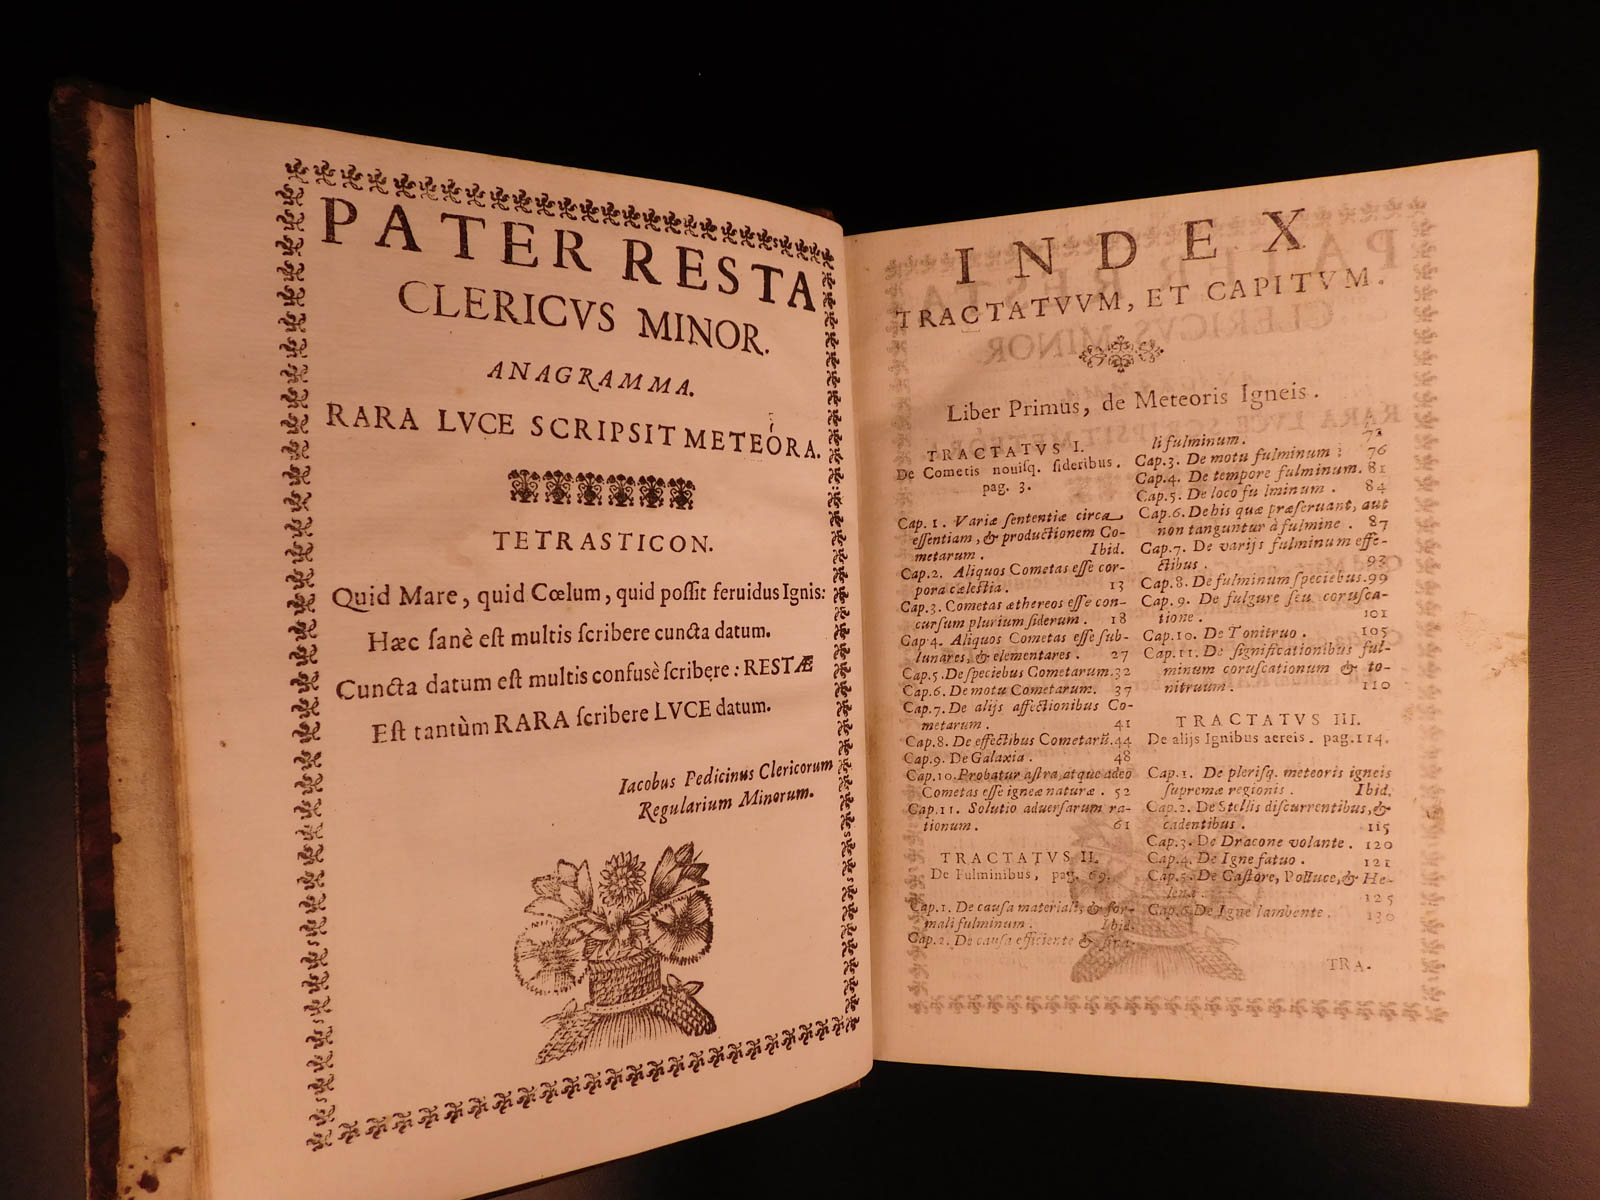 PATER RESTA
CLERICVS MINOR.
ANAGRAMMA.
RARA LVCE SCRIPSIT METEORA.
TETRASTICON.
Quid Mare, quid Cœlum, quid poſſit feruidus Ignis:
Hæc ſanè eſt multis ſcribere cuncta datum.
Cuncta datum eſt multis confusè ſcribere: RESTÆ
Eſt tantùm RARA ſcribere LVCE datum.
Iacobus Pedicinus Clericorum
Regularium Minorum.
INDEX
TRACTATVVM, ET CAPITVM.
Liber Primus, de Meteoris Igneis.
TRACTATVS I.
De Cometis nouiſq. ſideribus.
pag. 3.
Cap. 1. Variæ ſententiæ circa
eſſentiam, & productionem Co-
metarum. Ibid.
Cap. 2. Aliquos Cometas eſſe cor-
pora cæleſtia. 13
Cap. 3. Cometas æthereos eſſe con-
curſum plurium ſiderum. 18
Cap 4. Aliquos Cometas eſſe ſub-
lunares, & elementares. 27
Cap. 5. De ſpeciebus Cometarum. 32
Cap. 6. De motu Cometarum. 37
Cap. 7. De alijs affectionibus Co-
metarum. 41
Cap. 8. De effectibus Cometarū. 44
Cap. 9. De Galaxia. 48
Cap. 10. Probatur aſtra, atque adeo
Cometas eſſe igneæ naturæ. 52
Cap. 11. Solutio aduerſarum ra-
tionum. 61
TRACTATVS II.
De Fulminibus, pag. 69.
Cap. 1. De cauſa materiali, & for-
mali fulminum. Ibid.
Cap. 2. De cauſa efficiente & fina-
li fulminum. 72
Cap. 3. De motu fulminum. 76
Cap. 4. De tempore fulminum. 81
Cap. 5. De loco fulminum. 84
Cap. 6. De his quæ præſeruant, aut
non tanguntur à fulmine. 87
Cap. 7. De varijs fulminum effe-
ctibus. 93
Cap. 8. De fulminum ſpeciebus. 99
Cap. 9. De fulgure ſeu coruſca-
tione. 101
Cap. 10. De Tonitruo. 105
Cap. 11. De ſignificationibus ful-
minum coruſcationum & to-
nitruum. 110
TRACTATVS III.
De alijs Ignibus aereis. pag. 114.
Cap. 1. De pleriſq. meteoris igneis
ſupremæ regionis. Ibid.
Cap. 2. De Stellis diſcurrentibus, &
cadentibus. 115
Cap. 3. De Dracone volante. 120
Cap. 4. De Igne fatuo. 121
Cap. 5. De Caſtore, Polluce, & He-
lena. 125
Cap. 6. De Igne lambente. 130
TRA-